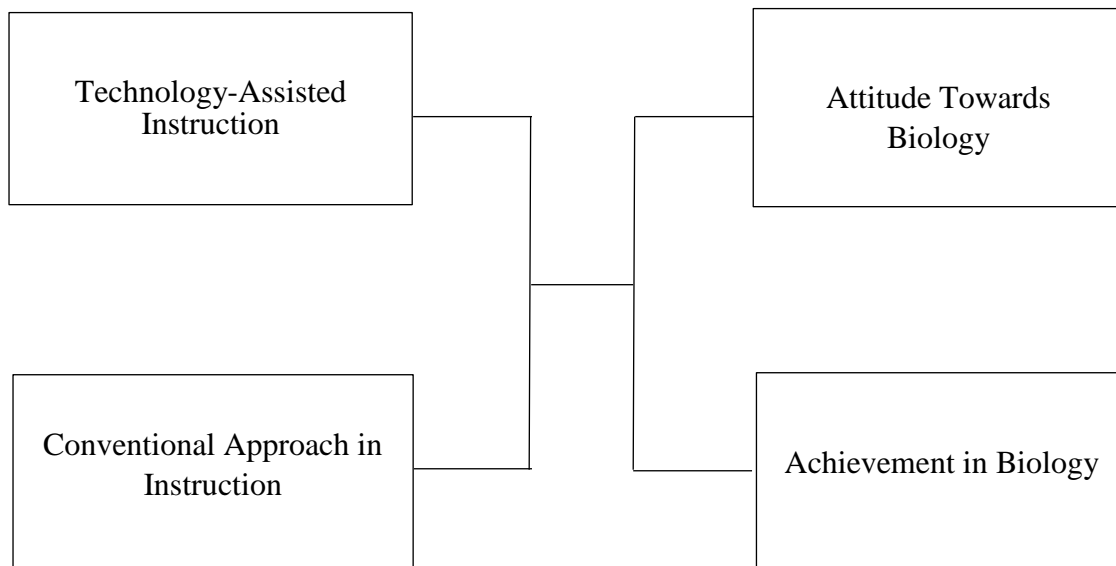 Technology-Assisted
Instruction
Attitude Towards
Biology
Conventional Approach in
Instruction
Achievement in Biology